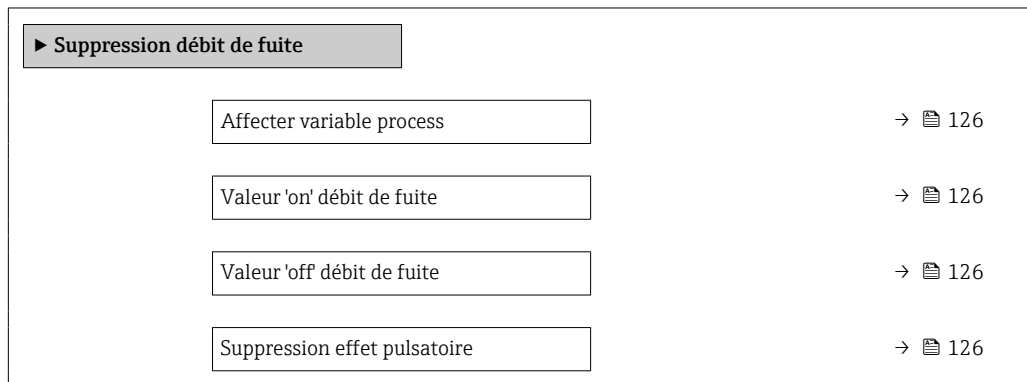 ▶ Suppression débit de fuite
Affecter variable process → 126
Valeur 'on' débit de fuite → 126
Valeur 'off' débit de fuite → 126
Suppression effet pulsatoire → 126